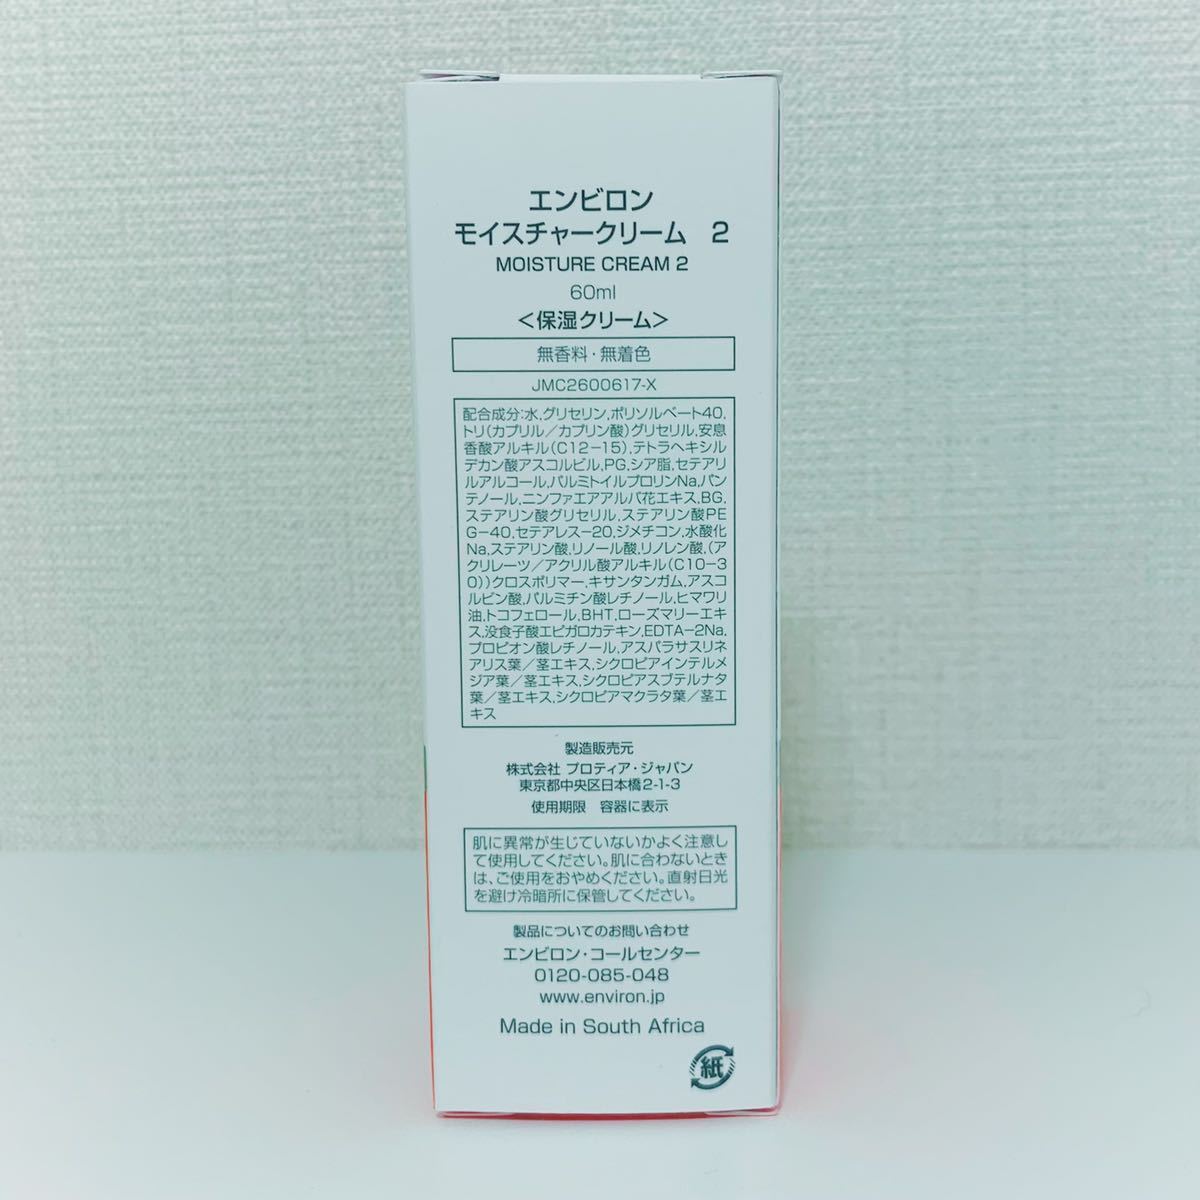 エンビロン
モイスチャークリーム 2
MOISTURE CREAM 2
60ml
＜保湿クリーム＞
無香料・無着色
JMC2600617-X
配合成分:水,グリセリン,ポリソルベート40,
トリ(カプリル／カプリン酸)グリセリル,安息
香酸アルキル(C12-15),テトラヘキシル
デカン酸アスコルビル,PG,シア脂,セテアリ
ルアルコール,パルミトイルプロリンNa,パン
テノール,ニンファエアアルバ花エキス,BG,
ステアリン酸グリセリル,ステアリン酸PE
G-40,セテアレス-20,ジメチコン,水酸化
Na,ステアリン酸,リノール酸,リノレン酸,(ア
クリレーツ／アクリル酸アルキル(C10-3
0))クロスポリマー,キサンタンガム,アスコ
ルビン酸,パルミチン酸レチノール,ヒマワリ
油,トコフェロール,BHT,ローズマリーエキ
ス,没食子酸エピガロカテキン,EDTA-2Na,
プロピオン酸レチノール,アスパラサスリネ
アリス葉／茎エキス,シクロピアインテルメ
ジア葉／茎エキス,シクロピアスブテルナタ
葉／茎エキス,シクロピアマクラタ葉／茎エ
キス
製造販売元
株式会社 プロティア・ジャパン
東京都中央区日本橋2-1-3
使用期限 容器に表示
肌に異常が生じていないかよく注意し
て使用してください。肌に合わないとき
は、ご使用をおやめください。直射日光
を避け冷暗所に保管してください。
製品についてのお問い合わせ
エンビロン・コールセンター
0120-085-048
www.environ.jp
Made in South Africa
紙